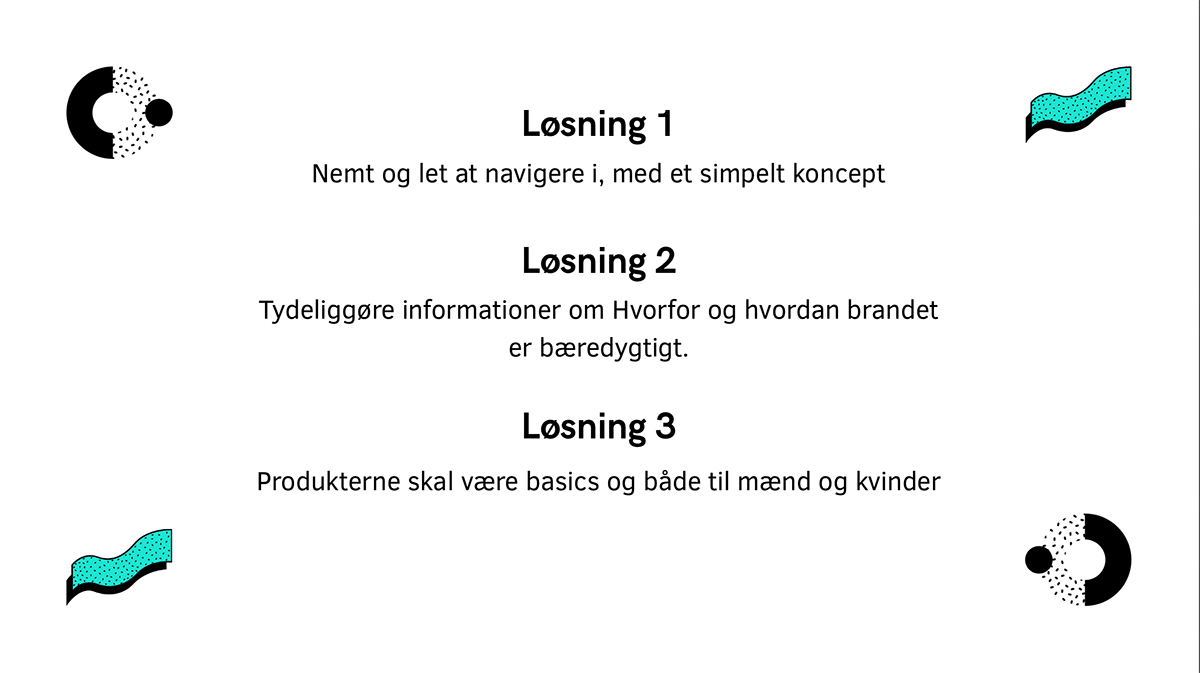 Løsning 1
Nemt og let at navigere i, med et simpelt koncept
Løsning 2
Tydeliggøre informationer om Hvorfor og hvordan brandet
er bæredygtigt.
Løsning 3
Produkterne skal være basics og både til mænd og kvinder